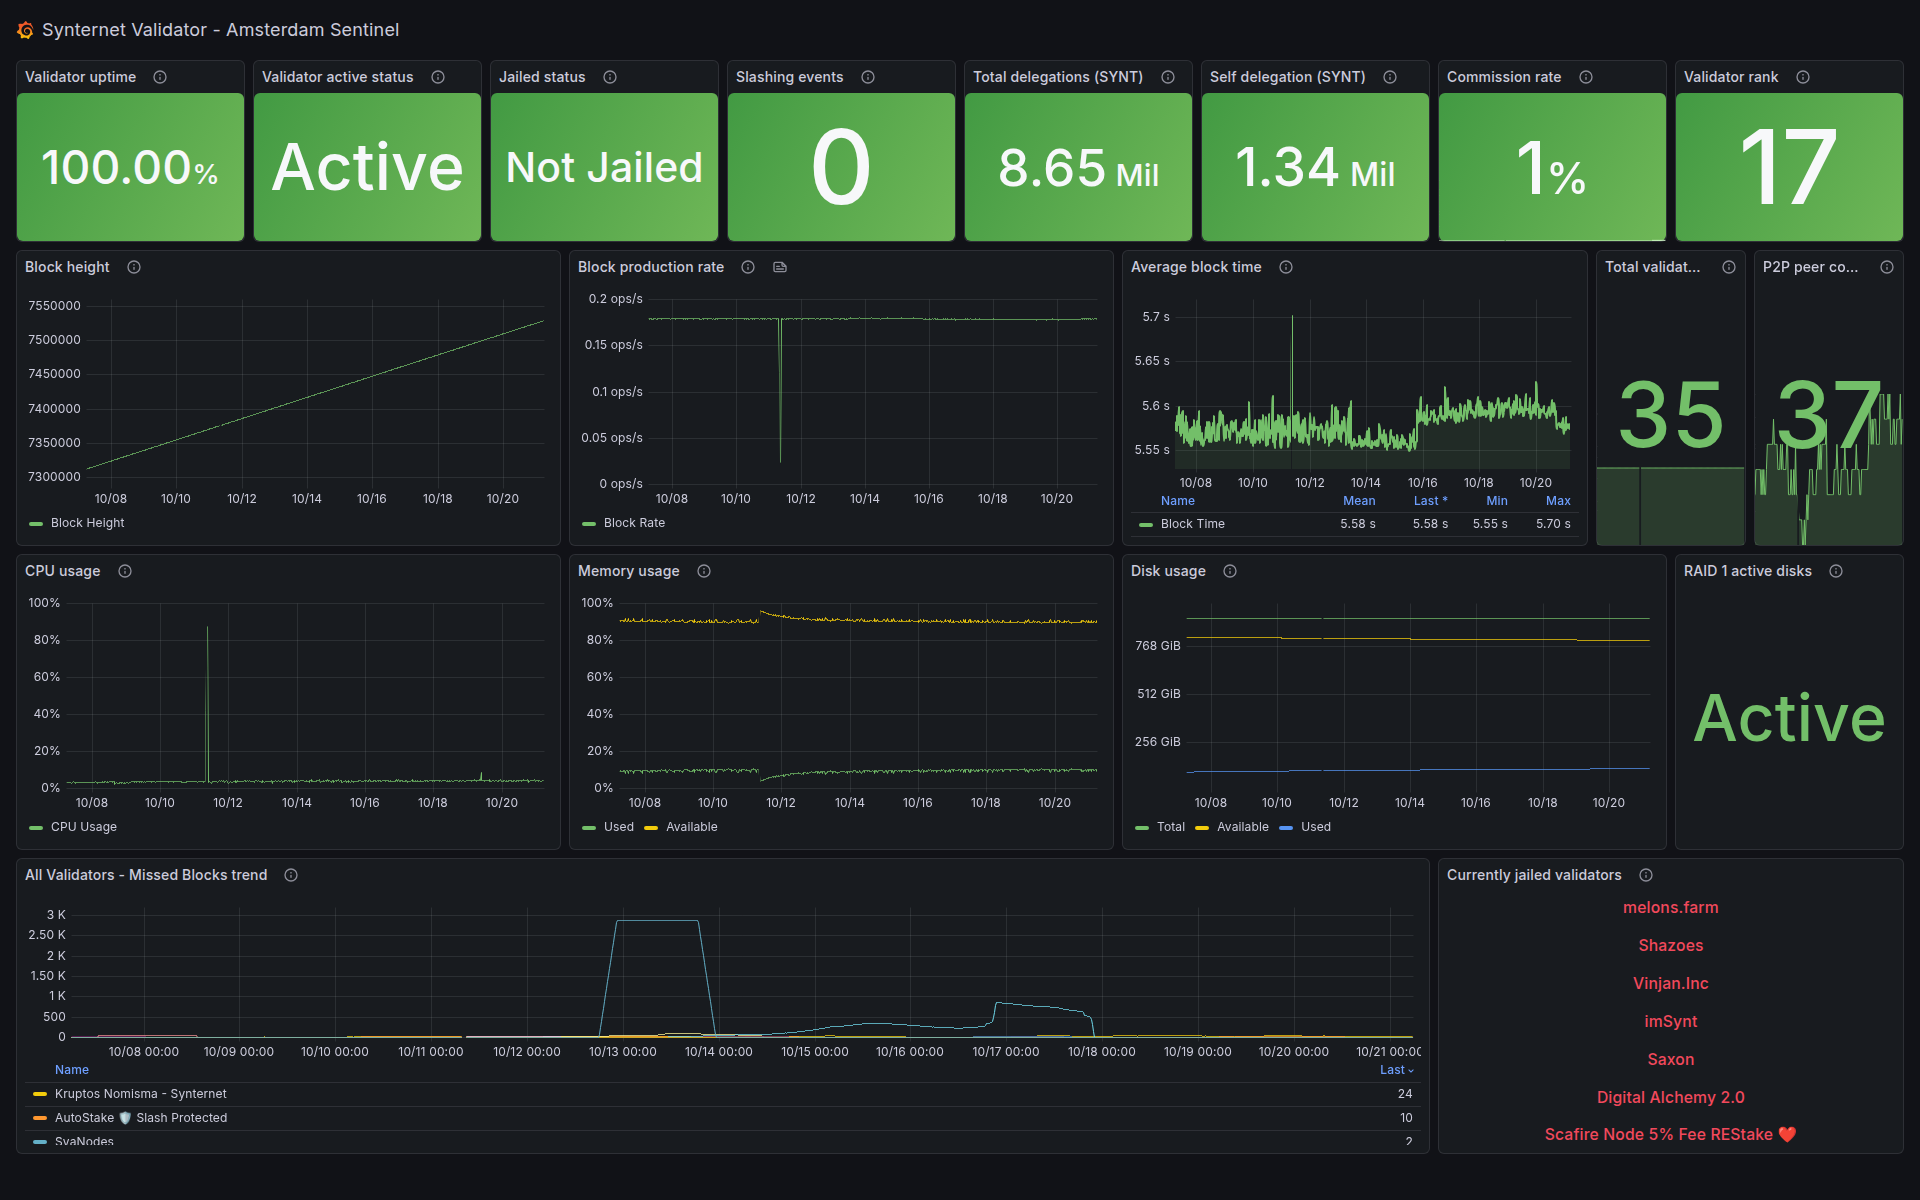 Synternet Validator - Amsterdam Sentinel
Validator uptime
100.00%
Validator active status
Active
Jailed status
Not Jailed
Slashing events
0
Total delegations (SYNT)
8.65 Mil
Self delegation (SYNT)
1.34 Mil
Commission rate
1%
Validator rank
17
Block height
7550000
7500000
7450000
7400000
7350000
7300000
10/08 10/10 10/12 10/14 10/16 10/18 10/20
Block Height
Block production rate
0.2 ops/s
0.15 ops/s
0.1 ops/s
0.05 ops/s
0 ops/s
10/08 10/10 10/12 10/14 10/16 10/18 10/20
Block Rate
Average block time
5.7 s
5.65 s
5.6 s
5.55 s
10/08 10/10 10/12 10/14 10/16 10/18 10/20
Name Mean Last * Min Max
Block Time 5.58 s 5.58 s 5.55 s 5.70 s
Total validat...
35
P2P peer co...
37
CPU usage
100%
80%
60%
40%
20%
0%
10/08 10/10 10/12 10/14 10/16 10/18 10/20
CPU Usage
Memory usage
100%
80%
60%
40%
20%
0%
10/08 10/10 10/12 10/14 10/16 10/18 10/20
Used Available
Disk usage
768 GiB
512 GiB
256 GiB
10/08 10/10 10/12 10/14 10/16 10/18 10/20
Total Available Used
RAID 1 active disks
Active
All Validators - Missed Blocks trend
3 K
2.50 K
2 K
1.50 K
1 K
500
0
10/08 00:00 10/09 00:00 10/10 00:00 10/11 00:00 10/12 00:00 10/13 00:00 10/14 00:00 10/15 00:00 10/16 00:00 10/17 00:00 10/18 00:00 10/19 00:00 10/20 00:00 10/21 00:00
Name Last
Kruptos Nomisma - Synternet 24
AutoStake 🛡️ Slash Protected 10
SvaNodes 2
Currently jailed validators
melons.farm
Shazoes
Vinjan.Inc
imSynt
Saxon
Digital Alchemy 2.0
Scafire Node 5% Fee REStake ❤️